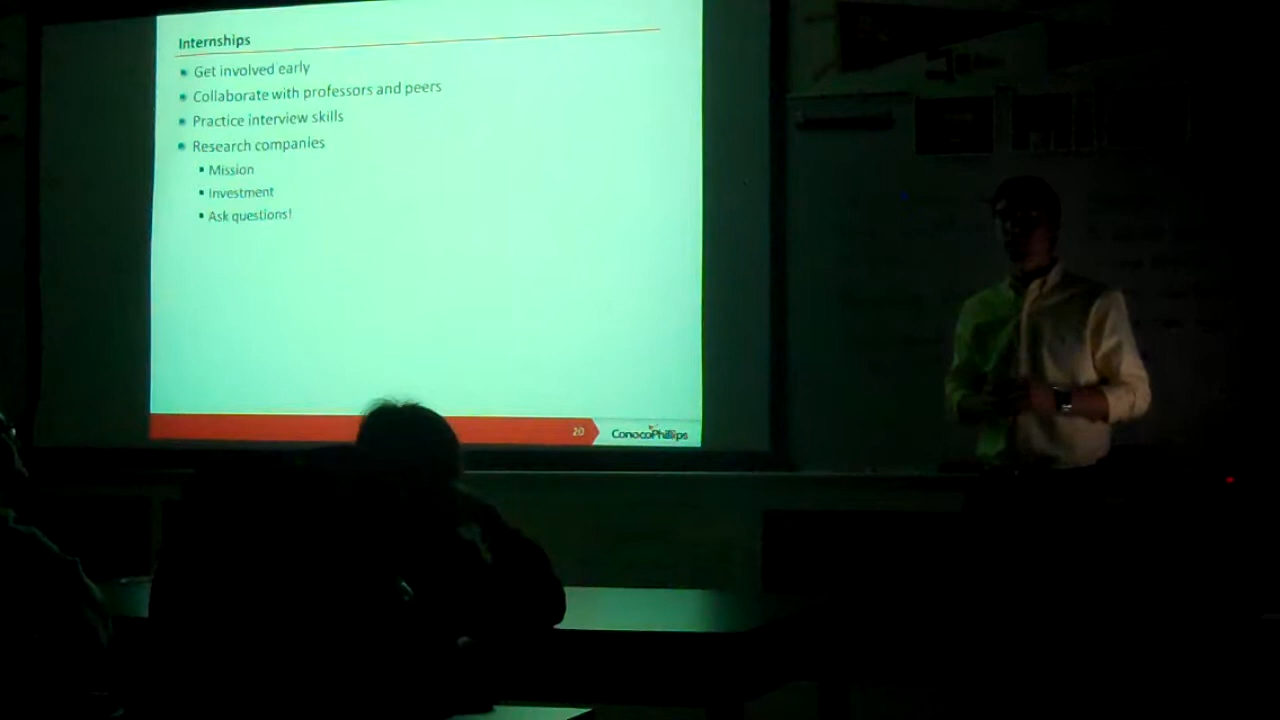 Internships
Get involved early
Collaborate with professors and peers
Practice interview skills
Research companies
Mission
Investment
Ask questions!
20
ConocoPhillips